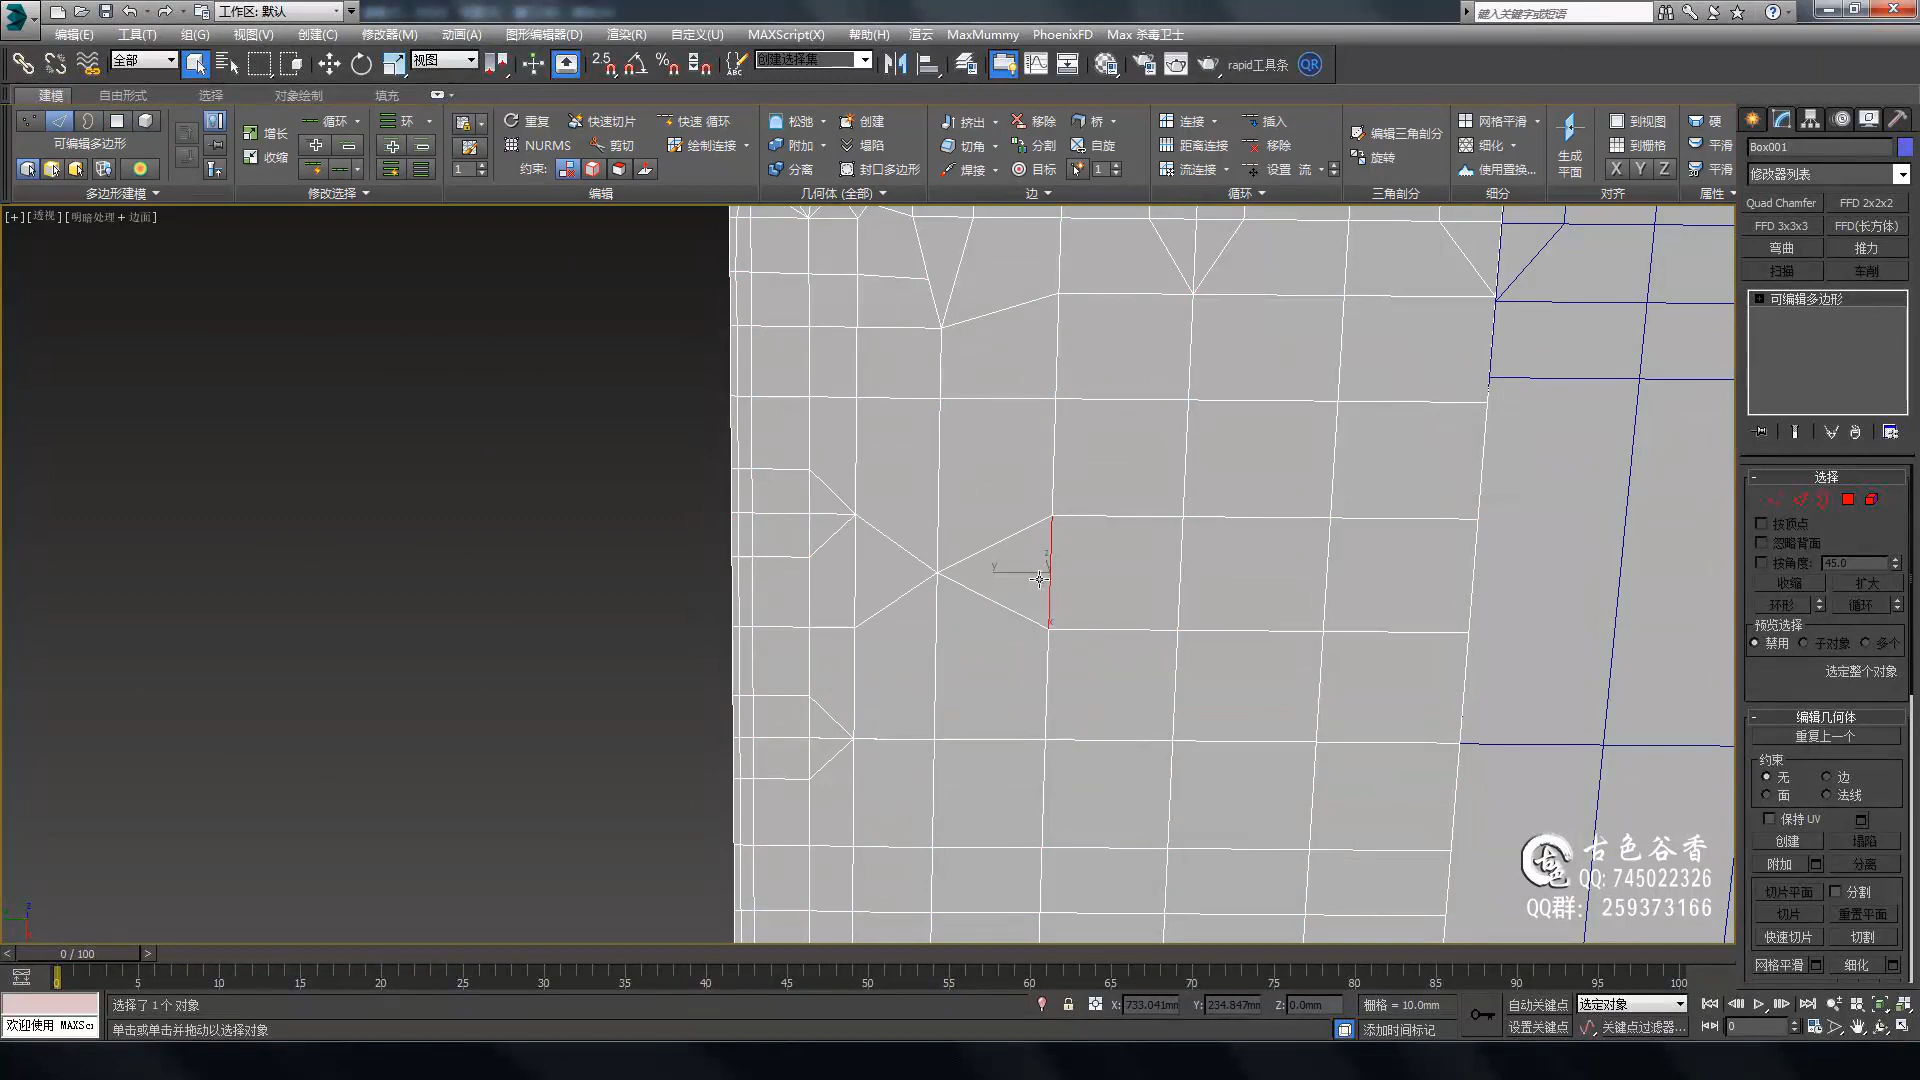 工作区: 默认
键入关键字或短语
编辑(E) 工具(T) 组(G) 视图(V) 创建(C) 修改器(M) 动画(A) 图形编辑器(D) 渲染(R) 自定义(U) MAXScript(X) 帮助(H) 渲云 MaxMummy PhoenixFD Max 杀毒卫士
全部 视图 2.5 创建选择集 rapid工具条 QR
建模 自由形式 选择 对象绘制 填充
循环 环 重复 快速切片 快速 循环 松弛 创建 挤出 移除 桥 连接 插入 网格平滑 到视图 硬
增长 编辑三角剖分
可编辑多边形 NURMS 剪切 绘制连接 附加 塌陷 切角 分割 自旋 距离连接 移除 细化 生成平面 到栅格 平滑
收缩 旋转
1 约束: 分离 封口多边形 焊接 目标 1 流连接 设置 流 使用置换... X Y Z 平滑
多边形建模 修改选择 编辑 几何体 (全部) 边 循环 三角剖分 细分 对齐 属性
Box001
修改器列表
Quad Chamfer FFD 2x2x2
FFD 3x3x3 FFD(长方体)
弯曲 推力
扫描 车削
可编辑多边形
[+][透视][明暗处理 + 边面]
选择
按顶点
忽略背面
按角度: 45.0
收缩 扩大
环形 循环
预览选择
禁用 子对象 多个
选定整个对象
编辑几何体
重复上一个
约束
无 边
面 法线
保持 UV
创建 塌陷
附加 分离
切片平面 分割
切片 重置平面
快速切片 切割
网格平滑 细化
z
y
x
古色谷香
QQ: 745022326
QQ群: 259373166
0 / 100
0 5 10 15 20 25 30 35 40 45 50 55 60 65 70 75 80 85 90 95 100
选择了 1 个 对象 X: 733.041mm Y: 234.847mm Z: 0.0mm 栅格 = 10.0mm 自动关键点 选定对象
欢迎使用 MAXScr 单击或单击并拖动以选择对象 添加时间标记 设置关键点 关键点过滤器... 0